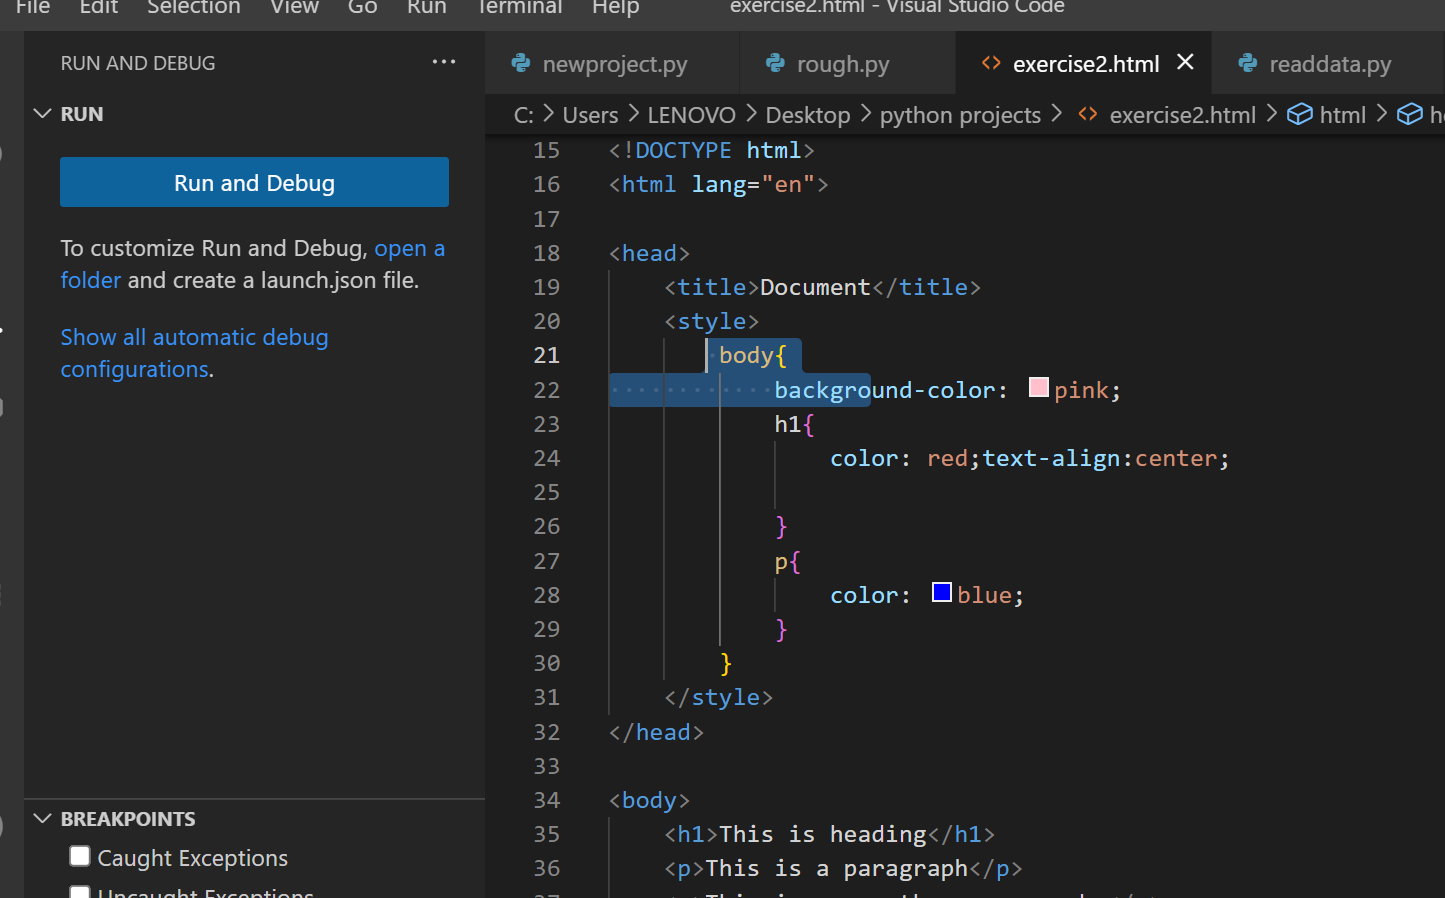 File Edit Selection View Go Run Terminal Help exercise2.html - Visual Studio Code
RUN AND DEBUG ···
RUN
Run and Debug
To customize Run and Debug, open a
folder and create a launch.json file.
Show all automatic debug
configurations.
BREAKPOINTS
Caught Exceptions
Uncaught Exceptions
newproject.py rough.py <> exercise2.html × readdata.py
C: > Users > LENOVO > Desktop > python projects > <> exercise2.html > html >
15 <!DOCTYPE html>
16 <html lang="en">
17
18 <head>
19 <title>Document</title>
20 <style>
21 body{
22 background-color: pink;
23 h1{
24 color: red;text-align:center;
25
26 }
27 p{
28 color: blue;
29 }
30 }
31 </style>
32 </head>
33
34 <body>
35 <h1>This is heading</h1>
36 <p>This is a paragraph</p>